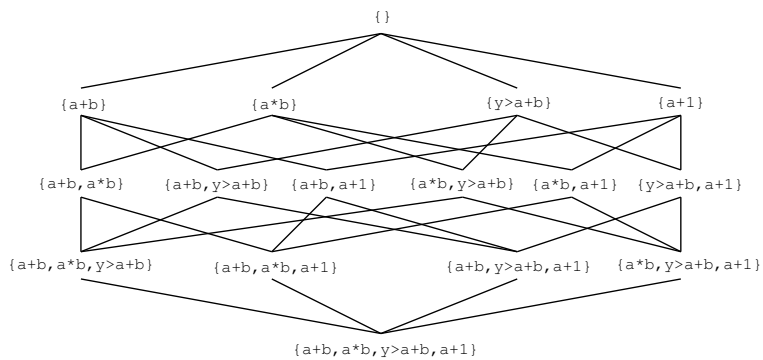 {}
{a+b} {a*b} {y>a+b} {a+1}
{a+b,a*b} {a+b,y>a+b} {a+b,a+1} {a*b,y>a+b} {a*b,a+1} {y>a+b,a+1}
{a+b,a*b,y>a+b} {a+b,a*b,a+1} {a+b,y>a+b,a+1} {a*b,y>a+b,a+1}
{a+b,a*b,y>a+b,a+1}